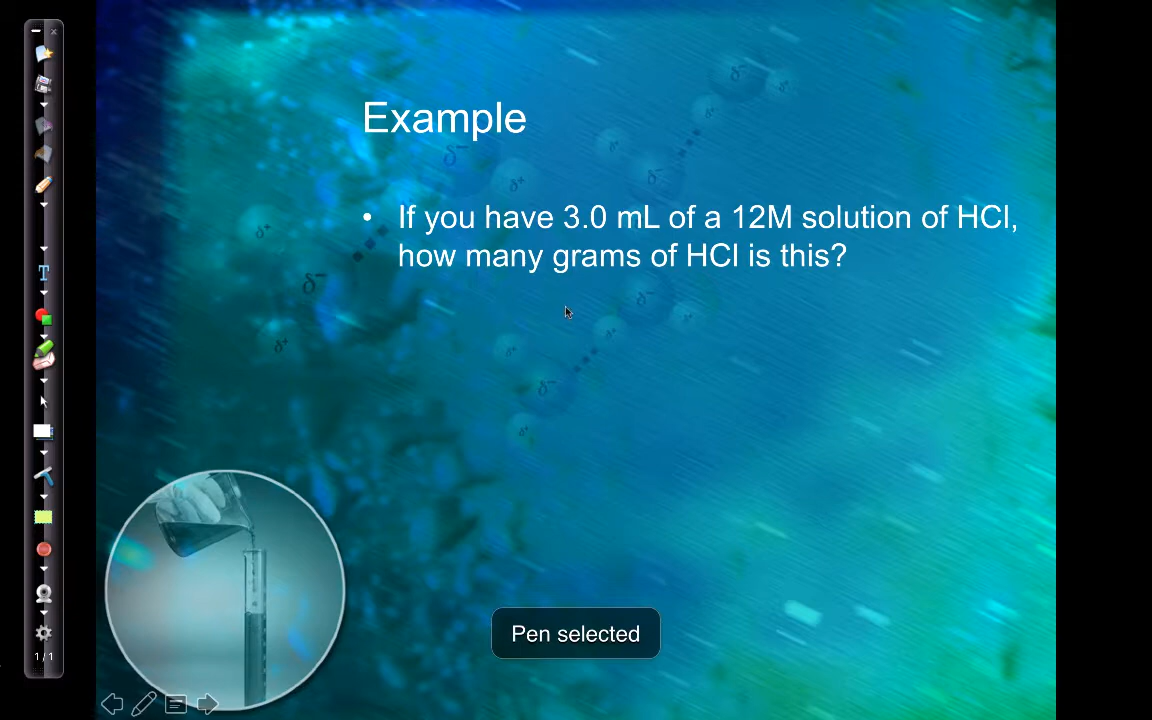 Example
• If you have 3.0 mL of a 12M solution of HCl,
how many grams of HCl is this?
δ-
δ+
δ-
δ+
δ+
δ-
δ+
δ+
δ-
δ+
δ-
δ+
δ+
δ+
δ-
δ+
T
Pen selected
1/1